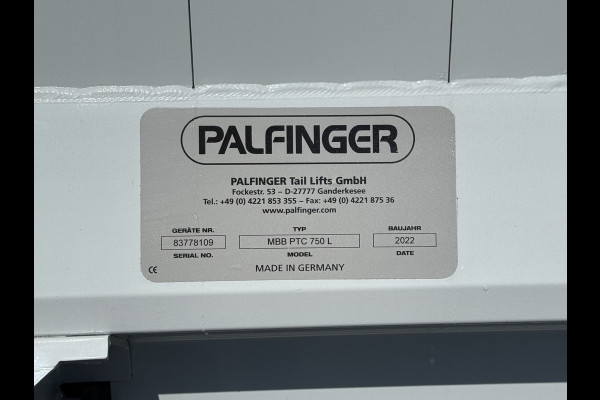 PALFINGER
PALFINGER Tail Lifts GmbH
Fockestr. 53 – D-27777 Ganderkesee
Tel.: +49 (0) 4221 853 355 – Fax: +49 (0) 4221 875 36
www.palfinger.com
GERÄTE NR. TYP BAUJAHR
83778109 MBB PTC 750 L 2022
SERIAL NO. MODEL DATE
CE MADE IN GERMANY